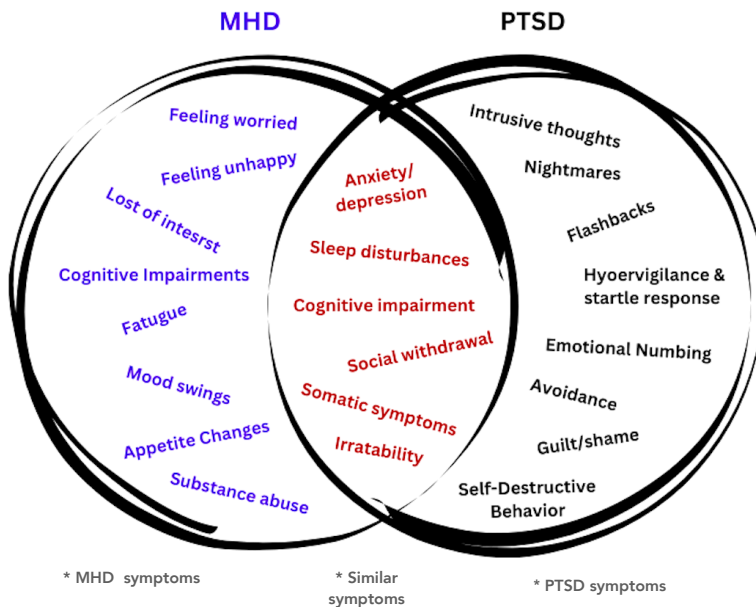 MHD
PTSD
Feeling worried
Feeling unhappy
Lost of intesrst
Cognitive Impairments
Fatugue
Mood swings
Appetite Changes
Substance abuse
Anxiety/
depression
Sleep disturbances
Cognitive impairment
Social withdrawal
Somatic symptoms
Irratability
Intrusive thoughts
Nightmares
Flashbacks
Hyoervigilance &
startle response
Emotional Numbing
Avoidance
Guilt/shame
Self-Destructive
Behavior
* MHD symptoms
* Similar
symptoms
* PTSD symptoms